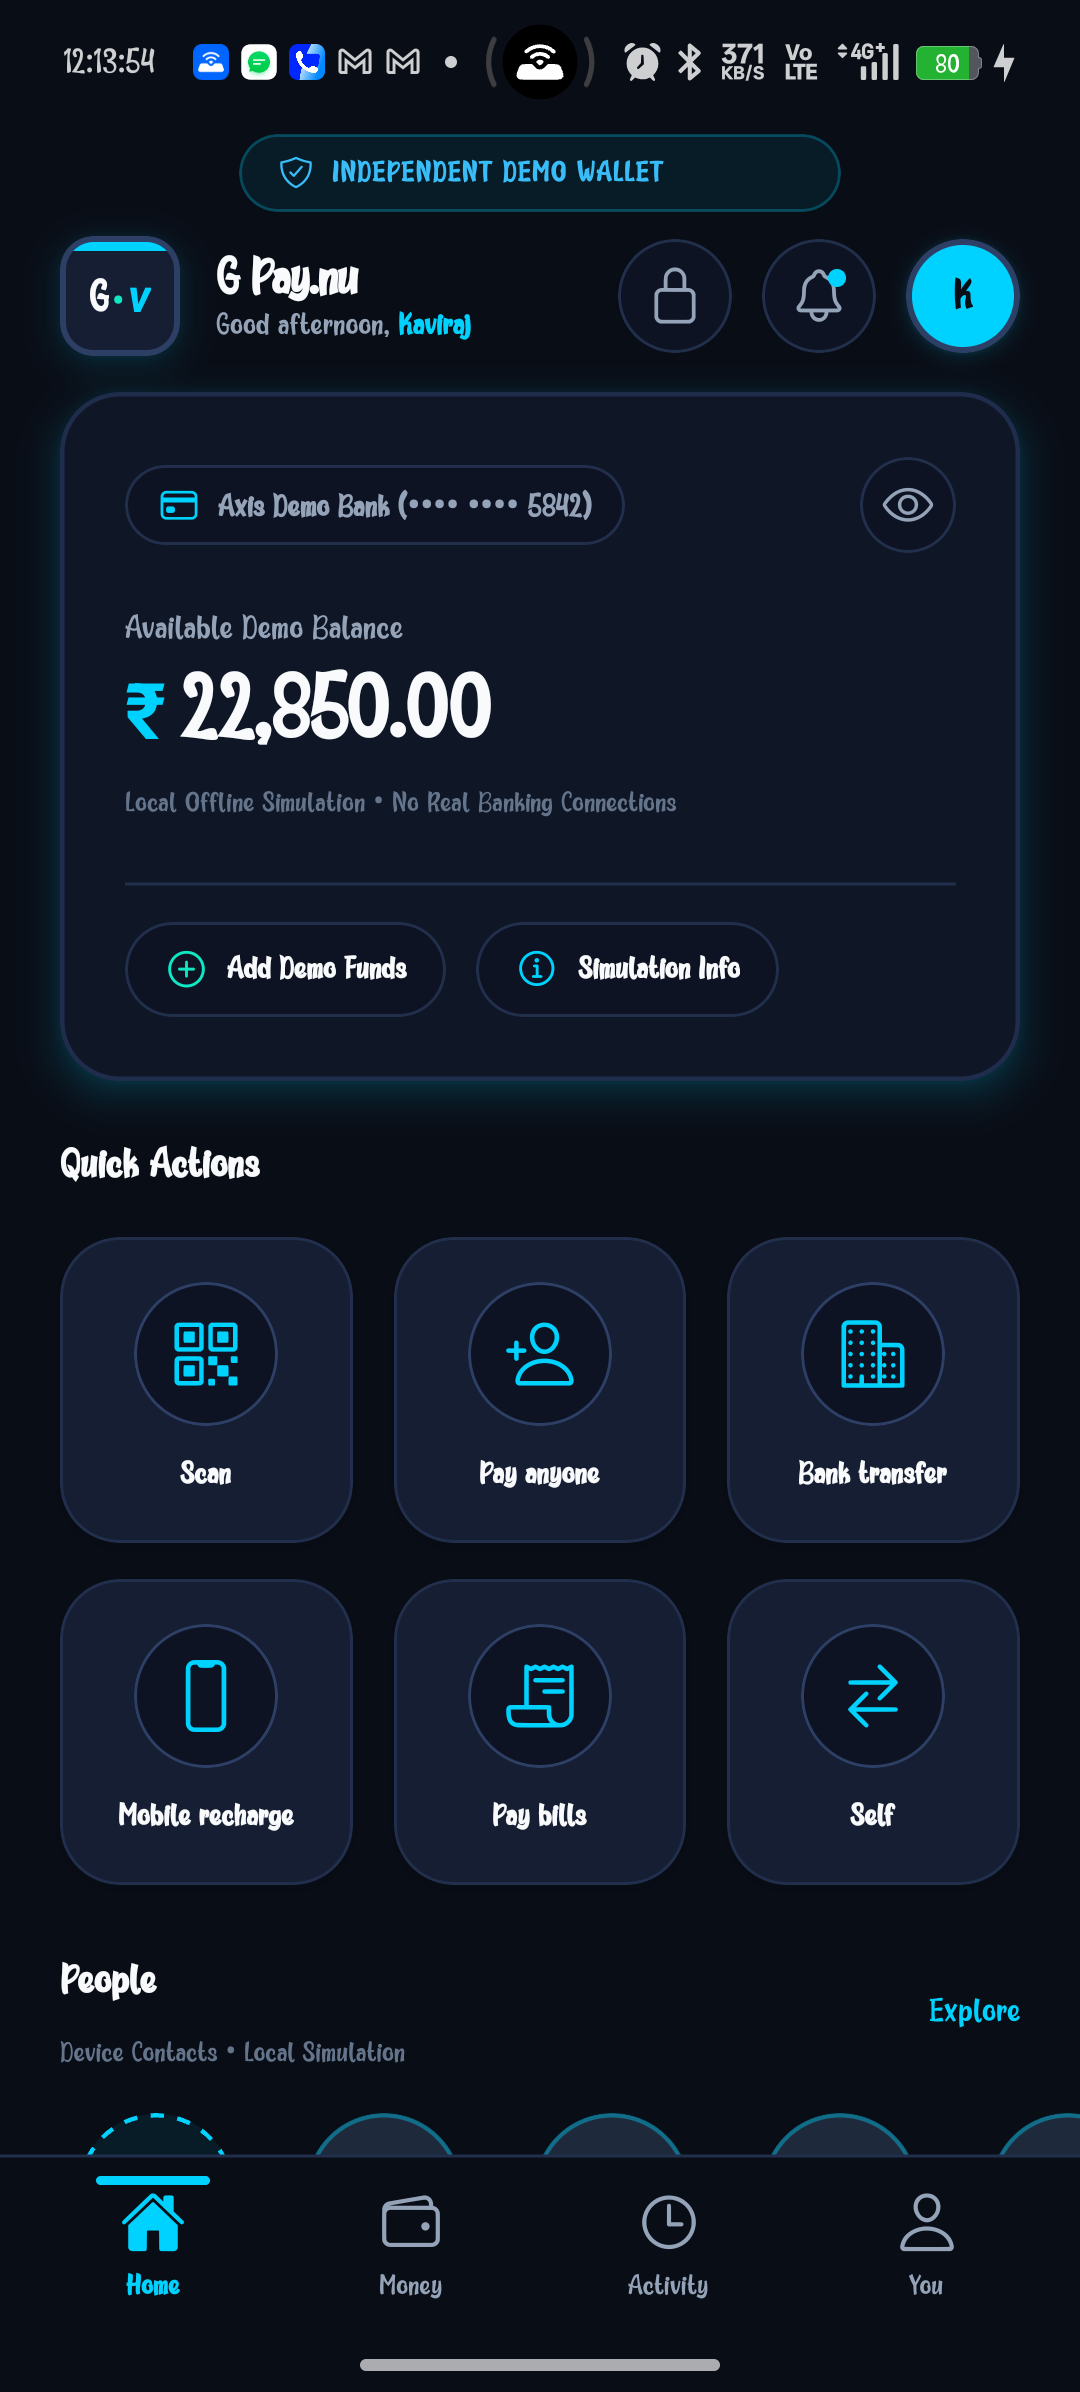 12:13:54
371 KB/S
Vo LTE
4G+
80
INDEPENDENT DEMO WALLET
G·v
G Pay.nu
Good afternoon, Kaviraj
K
Axis Demo Bank (•••• •••• 5842)
Available Demo Balance
₹ 22,850.00
Local Offline Simulation • No Real Banking Connections
Add Demo Funds
Simulation Info
Quick Actions
Scan
Pay anyone
Bank transfer
Mobile recharge
Pay bills
Self
People
Explore
Device Contacts • Local Simulation
Home
Money
Activity
You